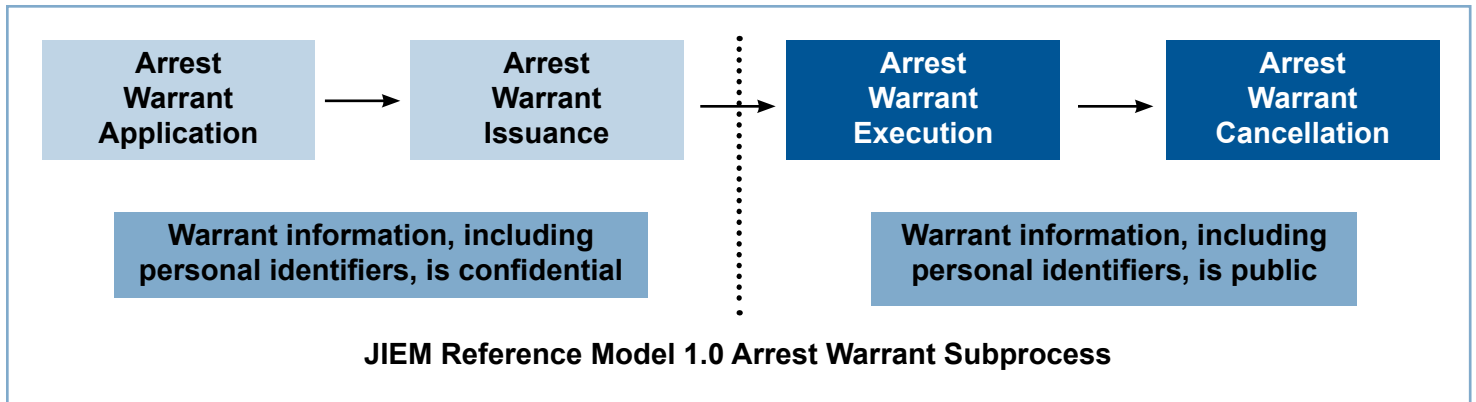 Arrest
Warrant
Application
Arrest
Warrant
Issuance
Arrest
Warrant
Execution
Arrest
Warrant
Cancellation
Warrant information, including
personal identifiers, is confidential
Warrant information, including
personal identifiers, is public
JIEM Reference Model 1.0 Arrest Warrant Subprocess